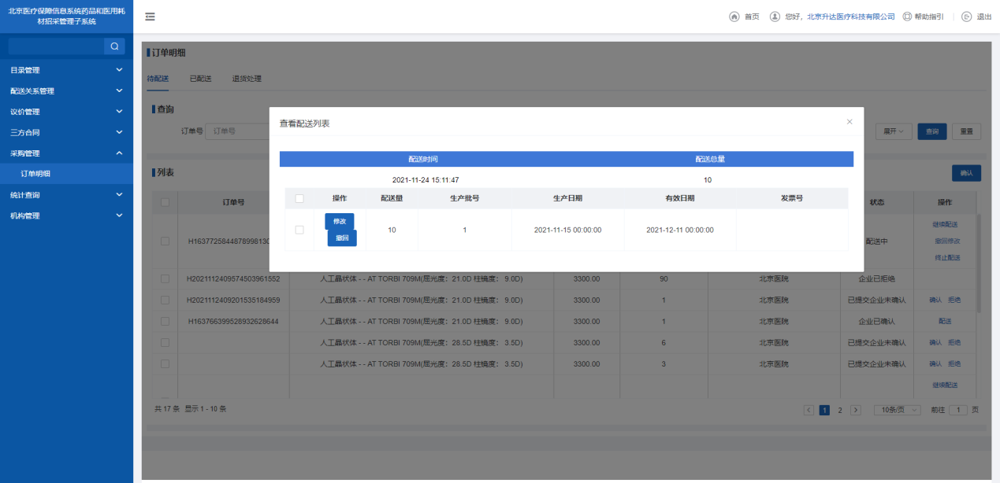 北京医疗保障信息系统药品和医用耗
材招采管理子系统
首页 您好，北京升达医疗科技有限公司 帮助指引 退出
目录管理
配送关系管理
议价管理
三方合同
采购管理
订单明细
统计查询
机构管理
订单明细
待配送 已配送 退货处理
查询
订单号 订单号 展开 查询 重置
列表 确认
订单号 状态 操作
H1637725844878998130 配送中 继续配送
撤回修改
终止配送
查看配送列表 ×
配送时间 配送总量
2021-11-24 15:11:47 10
操作 配送量 生产批号 生产日期 有效日期 发票号
修改
撤回
10 1 2021-11-15 00:00:00 2021-12-11 00:00:00
H2021112409574503961552 人工晶状体 - - AT TORBI 709M(屈光度：21.0D 柱镜度： 9.0D) 3300.00 90 北京医院 企业已拒绝
H2021112409201535184959 人工晶状体 - - AT TORBI 709M(屈光度：21.0D 柱镜度： 9.0D) 3300.00 1 北京医院 已提交企业未确认 确认 拒绝
H1637663995289326286​44 人工晶状体 - - AT TORBI 709M(屈光度：21.0D 柱镜度： 9.0D) 3300.00 1 北京医院 企业已确认 配送
人工晶状体 - - AT TORBI 709M(屈光度：28.5D 柱镜度： 3.5D) 3300.00 6 北京医院 已提交企业未确认 确认 拒绝
人工晶状体 - - AT TORBI 709M(屈光度：28.5D 柱镜度： 3.5D) 3300.00 3 北京医院 已提交企业未确认 确认 拒绝
继续配送
共 17 条 显示 1 - 10 条 < 1 2 > 10条/页 前往 1 页